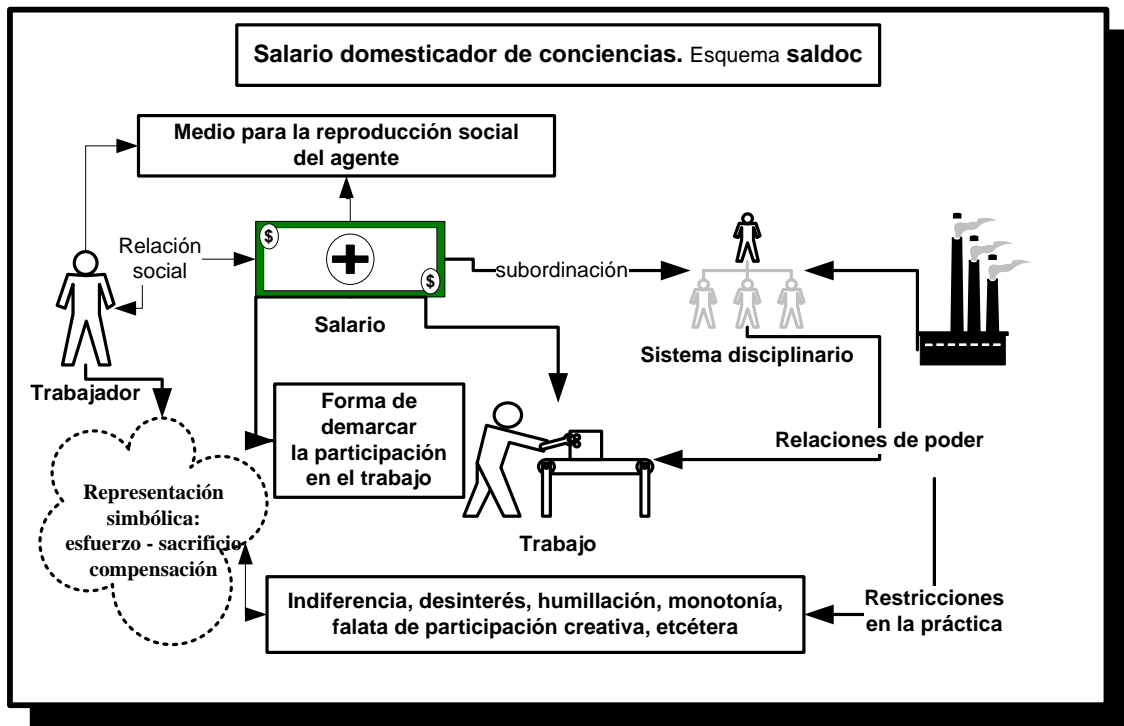 Salario domesticador de conciencias. Esquema saldoc
Medio para la reproducción social
del agente
Relación
social
$
$
subordinación
Salario
Sistema disciplinario
Trabajador
Forma de
demarcar
la participación
en el trabajo
Relaciones de poder
Representación
simbólica:
esfuerzo - sacrificio
compensación
Trabajo
Indiferencia, desinterés, humillación, monotonía,
falata de participación creativa, etcétera
Restricciones
en la práctica